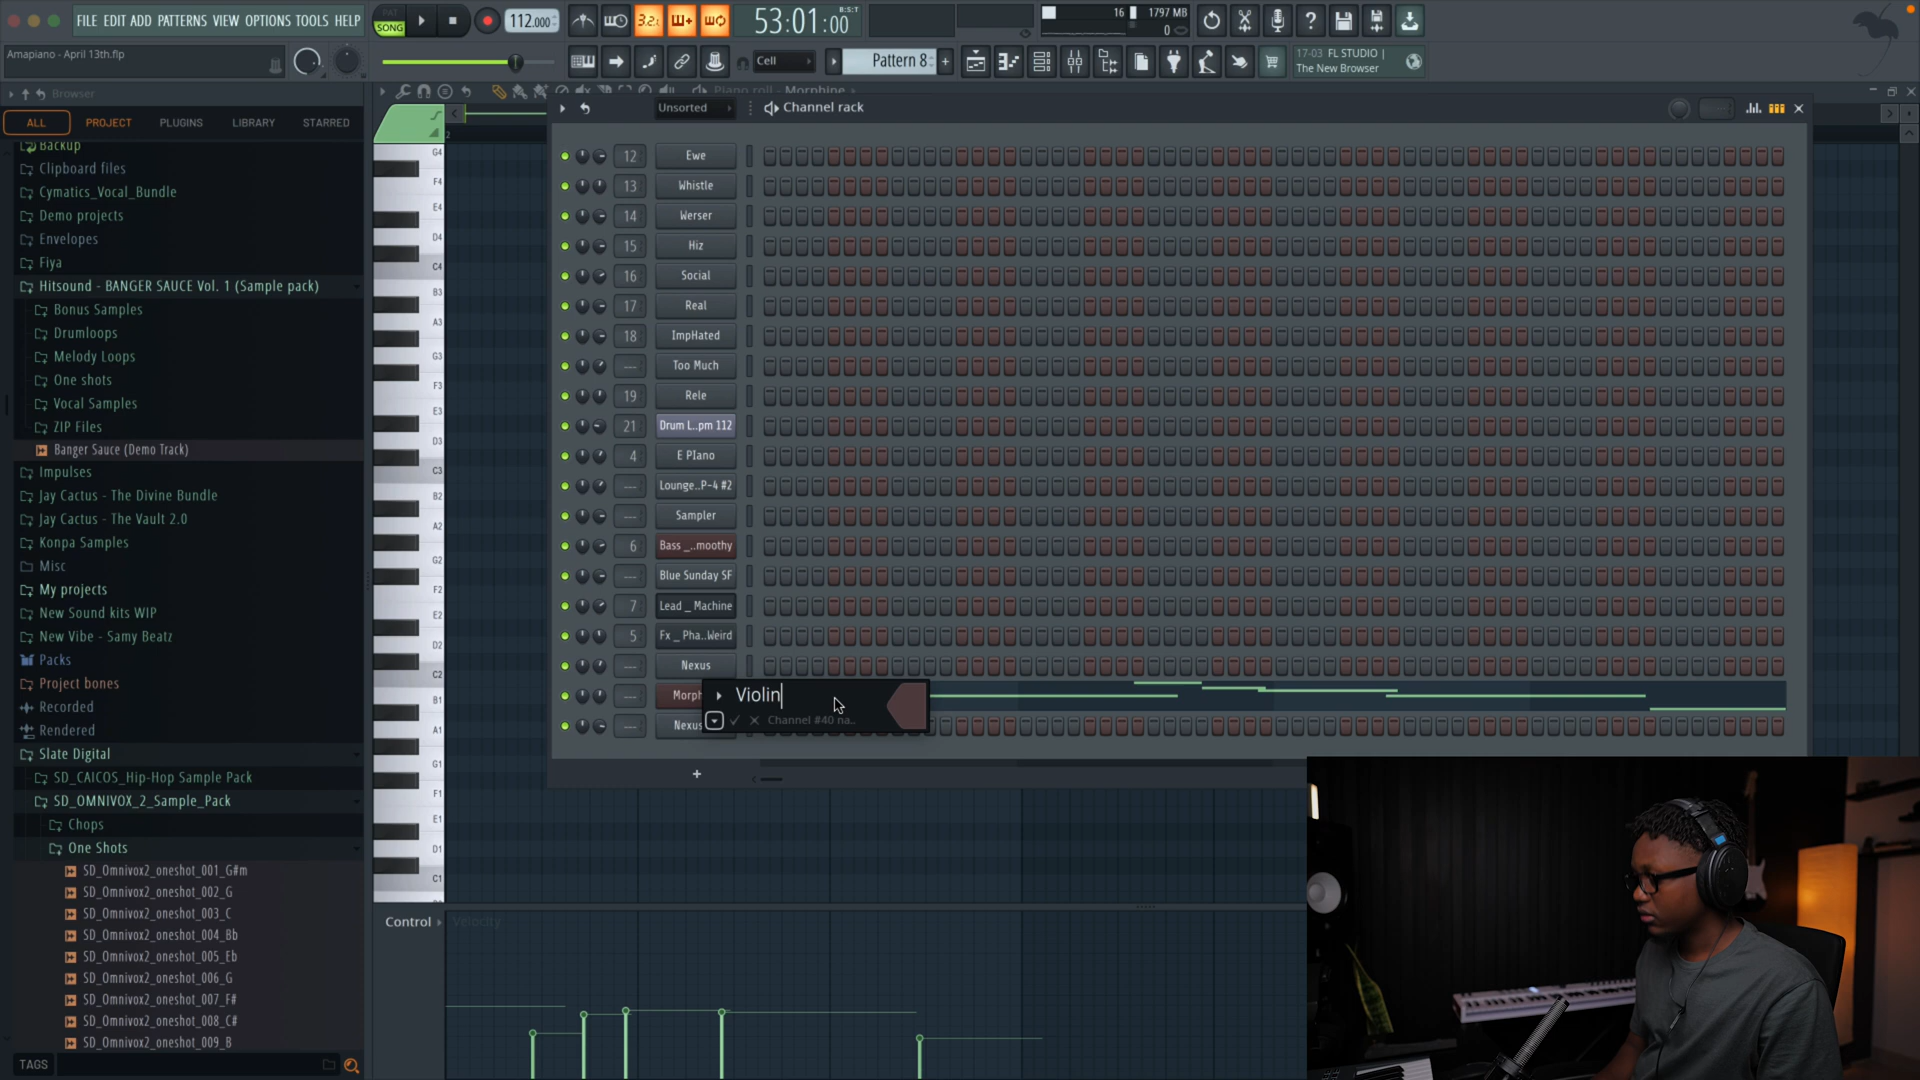 FILE EDIT ADD PATTERNS VIEW OPTIONS TOOLS HELP
PAT
SONG
112.000
3.2.1
53:01:00
B:S:T
16
1797 MB
0
Amapiano - April 13th.flp
Cell
Pattern 8
17-03 FL STUDIO |
The New Browser
Browser
ALL
PROJECT
PLUGINS
LIBRARY
STARRED
Backup
Clipboard files
Cymatics_Vocal_Bundle
Demo projects
Envelopes
Fiya
Hitsound - BANGER SAUCE Vol. 1 (Sample pack)
Bonus Samples
Drumloops
Melody Loops
One shots
Vocal Samples
ZIP Files
Banger Sauce (Demo Track)
Impulses
Jay Cactus - The Divine Bundle
Jay Cactus - The Vault 2.0
Konpa Samples
Misc
My projects
New Sound kits WIP
New Vibe - Samy Beatz
Packs
Project bones
Recorded
Rendered
Slate Digital
SD_CAICOS_Hip-Hop Sample Pack
SD_OMNIVOX_2_Sample_Pack
Chops
One Shots
SD_Omnivox2_oneshot_001_G#m
SD_Omnivox2_oneshot_002_G
SD_Omnivox2_oneshot_003_C
SD_Omnivox2_oneshot_004_Bb
SD_Omnivox2_oneshot_005_Eb
SD_Omnivox2_oneshot_006_G
SD_Omnivox2_oneshot_007_F#
SD_Omnivox2_oneshot_008_C#
SD_Omnivox2_oneshot_009_B
TAGS
Piano roll - Morphine
2
G4
F4
E4
D4
C4
B3
A3
G3
F3
E3
D3
C3
B2
A2
G2
F2
E2
D2
C2
B1
A1
G1
F1
E1
D1
C1
Control
Velocity
Unsorted
Channel rack
12 Ewe
13 Whistle
14 Werser
15 Hiz
16 Social
17 Real
18 ImpHated
--- Too Much
19 Rele
21 Drum L..pm 112
4 E PIano
--- Lounge..P-4 #2
--- Sampler
6 Bass _..moothy
--- Blue Sunday SF
7 Lead _ Machine
5 Fx _ Pha..Weird
--- Nexus
--- Morph
Violin
Channel #40 na..
--- Nexus
+